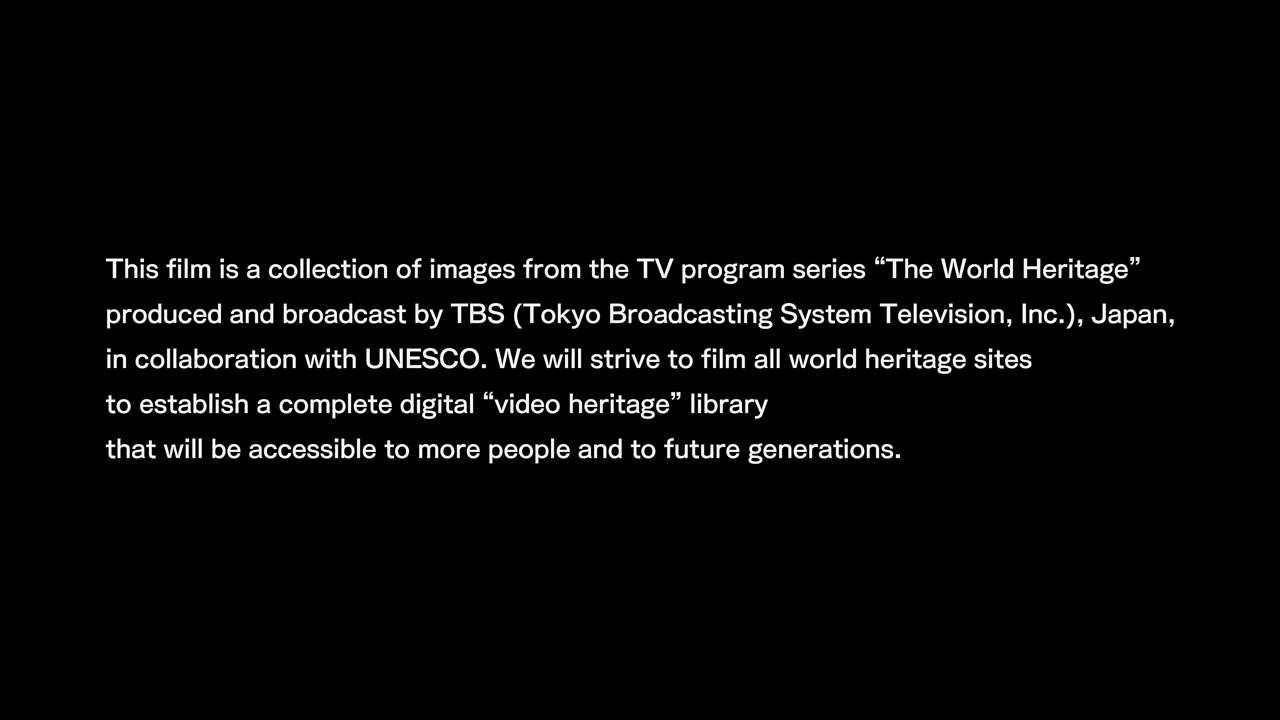 This film is a collection of images from the TV program series “The World Heritage”
produced and broadcast by TBS (Tokyo Broadcasting System Television, Inc.), Japan,
in collaboration with UNESCO. We will strive to film all world heritage sites
to establish a complete digital “video heritage” library
that will be accessible to more people and to future generations.